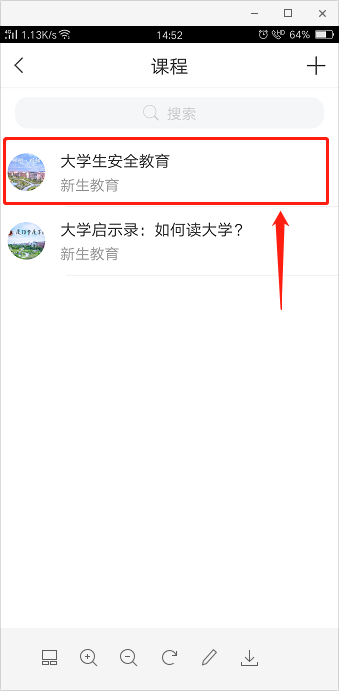 1.13K/s
14:52
64%
课程
搜索
大学生安全教育
新生教育
大学启示录：如何读大学？
新生教育